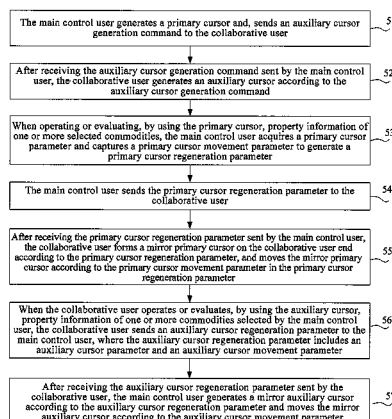 The main control user generates a primary cursor and, sends an auxiliary cursor
generation command to the collaborative user
5
After receiving the auxiliary cursor generation command sent by the main control
user, the collaborative user generates an auxiliary cursor according to the
auxiliary cursor generation command
52
When operating or evaluating, by using the primary cursor, property information of
one or more selected commodities, the main control user acquires a primary cursor
parameter and captures a primary cursor movement parameter to generate a
primary cursor regeneration parameter
53
The main control user sends the primary cursor regeneration parameter to the
collaborative user
54
After receiving the primary cursor regeneration parameter sent by the main control user,
the collaborative user forms a mirror primary cursor on the collaborative user end
according to the primary cursor regeneration parameter, and moves the mirror primary
cursor according to the primary cursor movement parameter in the primary cursor
regeneration parameter
55
When the collaborative user operates or evaluates, by using the auxiliary cursor,
property information of one or more commodities selected by the main control
user, the collaborative user sends an auxiliary cursor regeneration parameter to the
main control user, where the auxiliary cursor regeneration parameter includes an
auxiliary cursor parameter and an auxiliary cursor movement parameter
56
After receiving the auxiliary cursor regeneration parameter sent by the
collaborative user, the main control user generates a mirror auxiliary cursor
according to the auxiliary cursor regeneration parameter and moves the mirror
auxiliary cursor according to the auxiliary cursor movement parameter
5